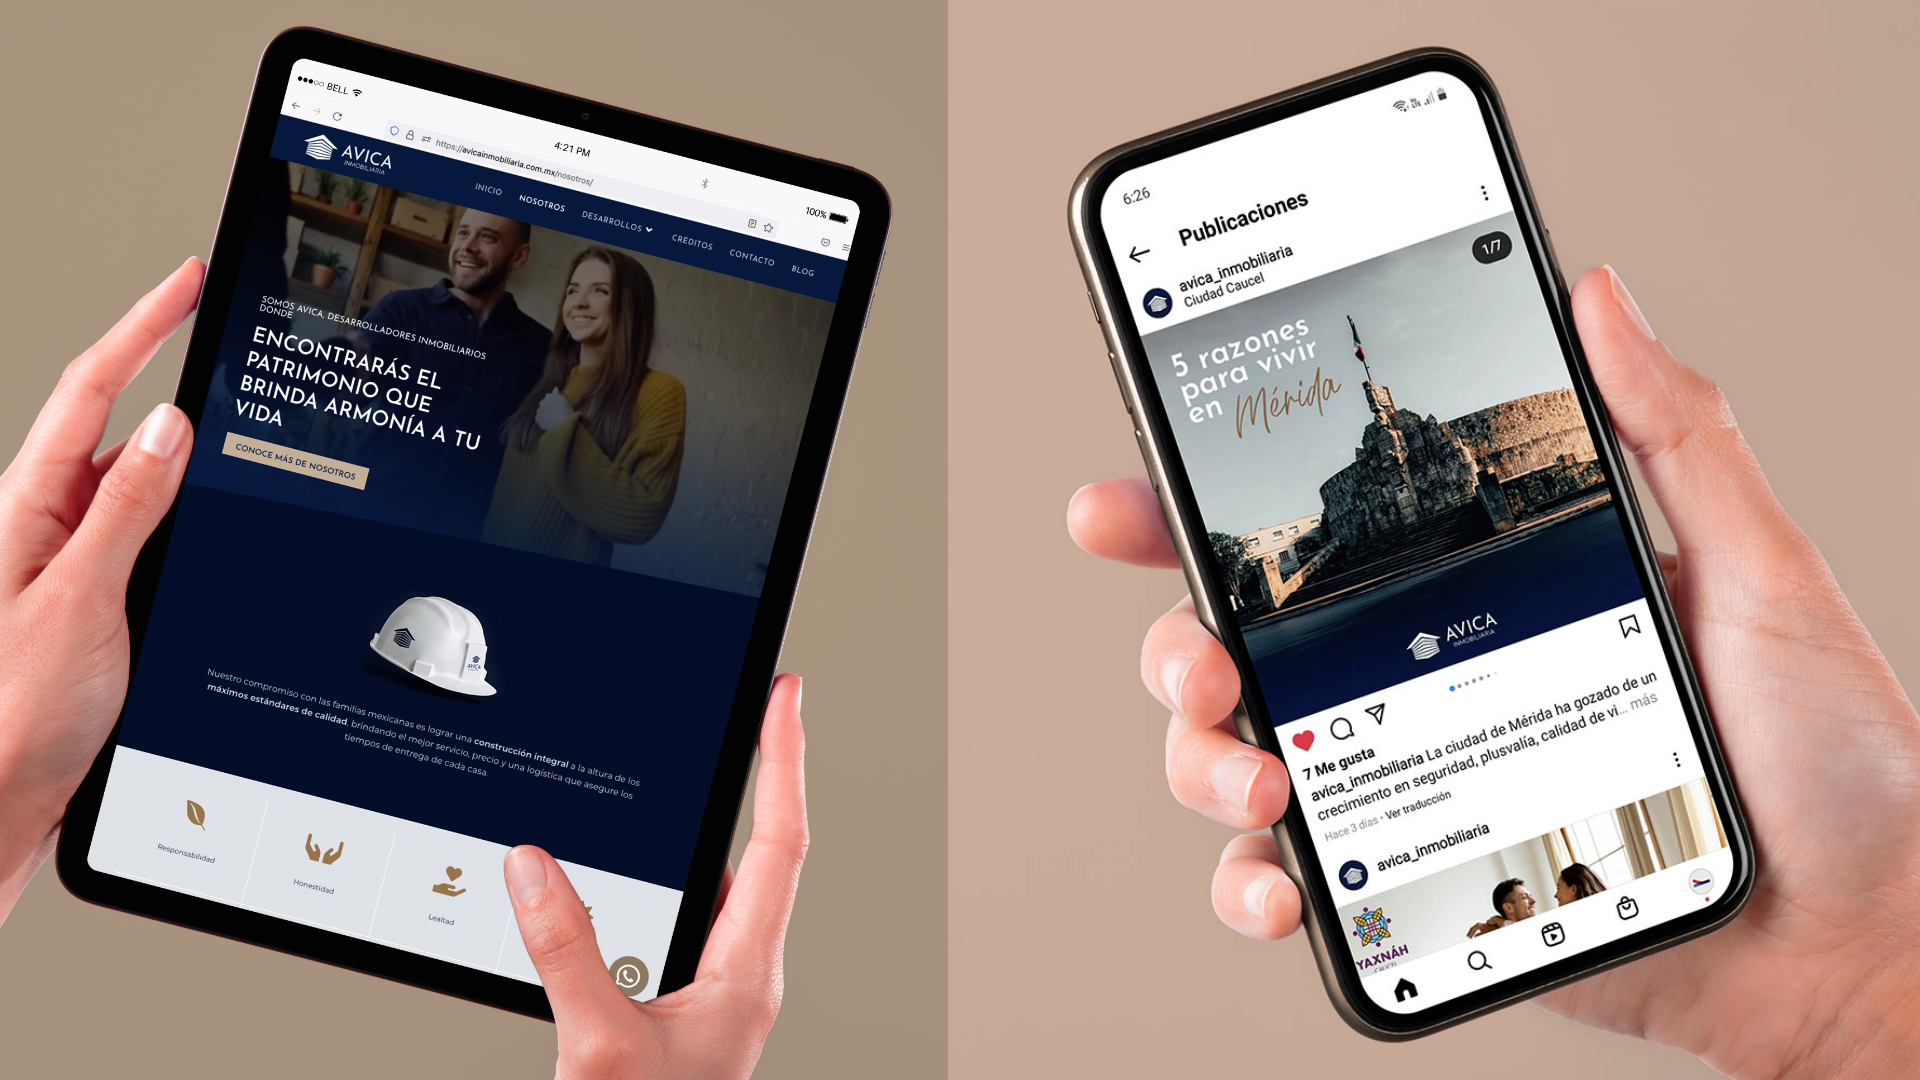 BELL
4:21 PM
100%
https://avicainmobiliaria.com.mx/nosotros/
AVICA
INMOBILIARIA
INICIO
NOSOTROS
DESARROLLOS
CRÉDITOS
CONTACTO
BLOG
SOMOS AVICA, DESARROLLADORES INMOBILIARIOS
DONDE
ENCONTRARÁS EL
PATRIMONIO QUE
BRINDA ARMONÍA A TU
VIDA
CONOCE MÁS DE NOSOTROS
AVICA
Nuestro compromiso con las familias mexicanas es lograr una construcción integral a la altura de los
máximos estándares de calidad, brindando el mejor servicio, precio y una logística que asegure los
tiempos de entrega de cada casa.
Responsabilidad
Honestidad
Lealtad
6:26
Publicaciones
avica_inmobiliaria
Ciudad Caucel
1/7
5 razones
para vivir
en Mérida
AVICA
INMOBILIARIA
7 Me gusta
avica_inmobiliaria La ciudad de Mérida ha gozado de un
crecimiento en seguridad, plusvalía, calidad de vi... más
Hace 3 días · Ver traducción
avica_inmobiliaria
YAXNÁH
CAUCEL